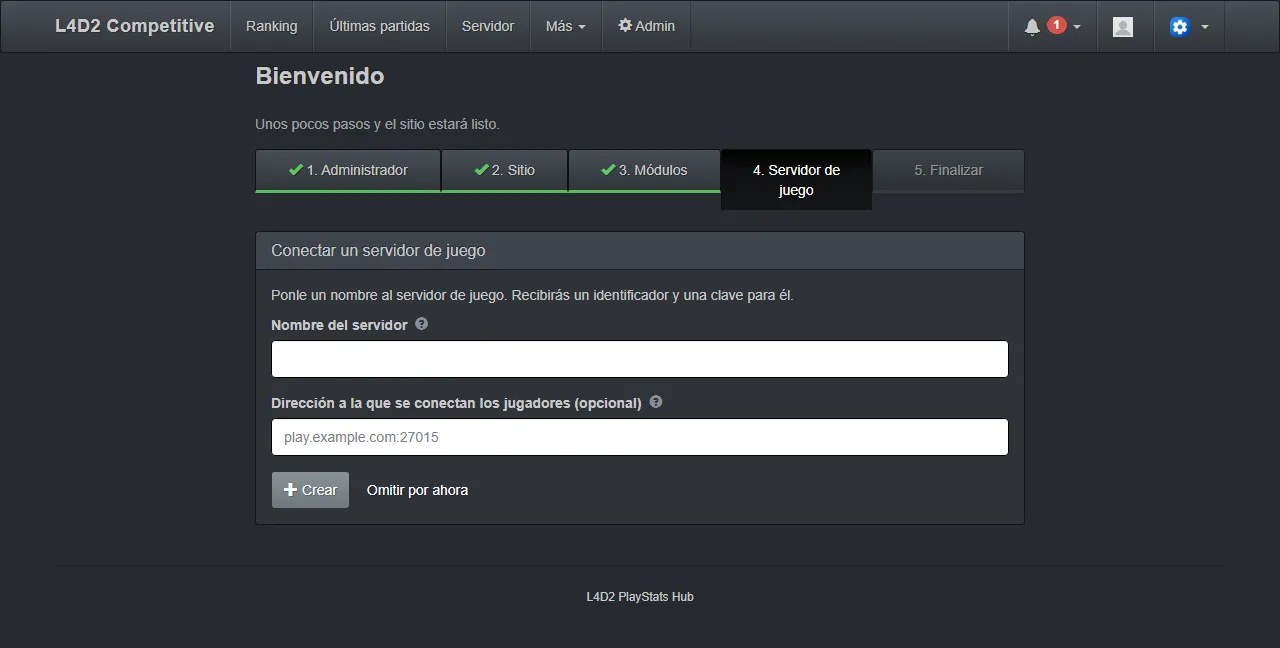 L4D2 Competitive Ranking Últimas partidas Servidor Más Admin 1
Bienvenido
Unos pocos pasos y el sitio estará listo.
1. Administrador 2. Sitio 3. Módulos 4. Servidor de juego 5. Finalizar
Conectar un servidor de juego
Ponle un nombre al servidor de juego. Recibirás un identificador y una clave para él.
Nombre del servidor ?
Dirección a la que se conectan los jugadores (opcional) ?
play.example.com:27015
Crear Omitir por ahora
L4D2 PlayStats Hub